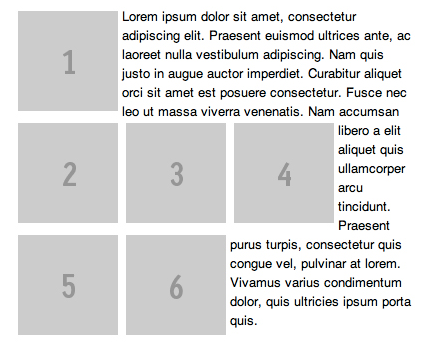 1
Lorem ipsum dolor sit amet, consectetur
adipiscing elit. Praesent euismod ultrices ante, ac
laoreet nulla vestibulum adipiscing. Nam quis
justo in augue auctor imperdiet. Curabitur aliquet
orci sit amet est posuere consectetur. Fusce nec
leo ut massa viverra venenatis. Nam accumsan
2
3
4
libero a elit
aliquet quis
ullamcorper
arcu
tincidunt.
Praesent
5
6
purus turpis, consectetur quis
congue vel, pulvinar at lorem.
Vivamus varius condimentum
dolor, quis ultricies ipsum porta
quis.